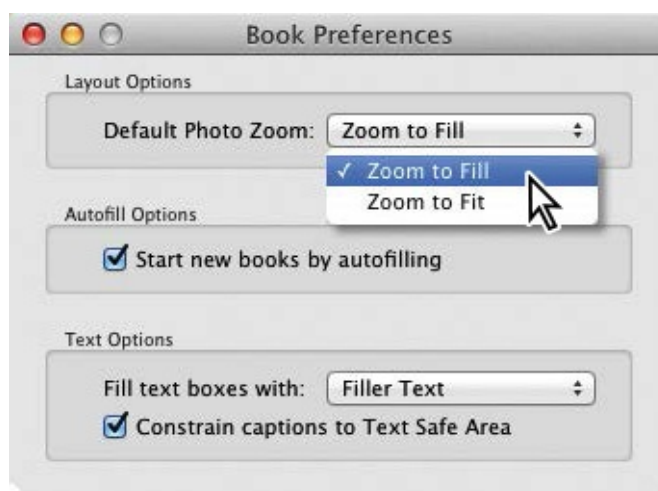 Book Preferences
Layout Options
Default Photo Zoom: Zoom to Fill
✓ Zoom to Fill
Zoom to Fit
Autofill Options
Start new books by autofilling
Text Options
Fill text boxes with: Filler Text
Constrain captions to Text Safe Area